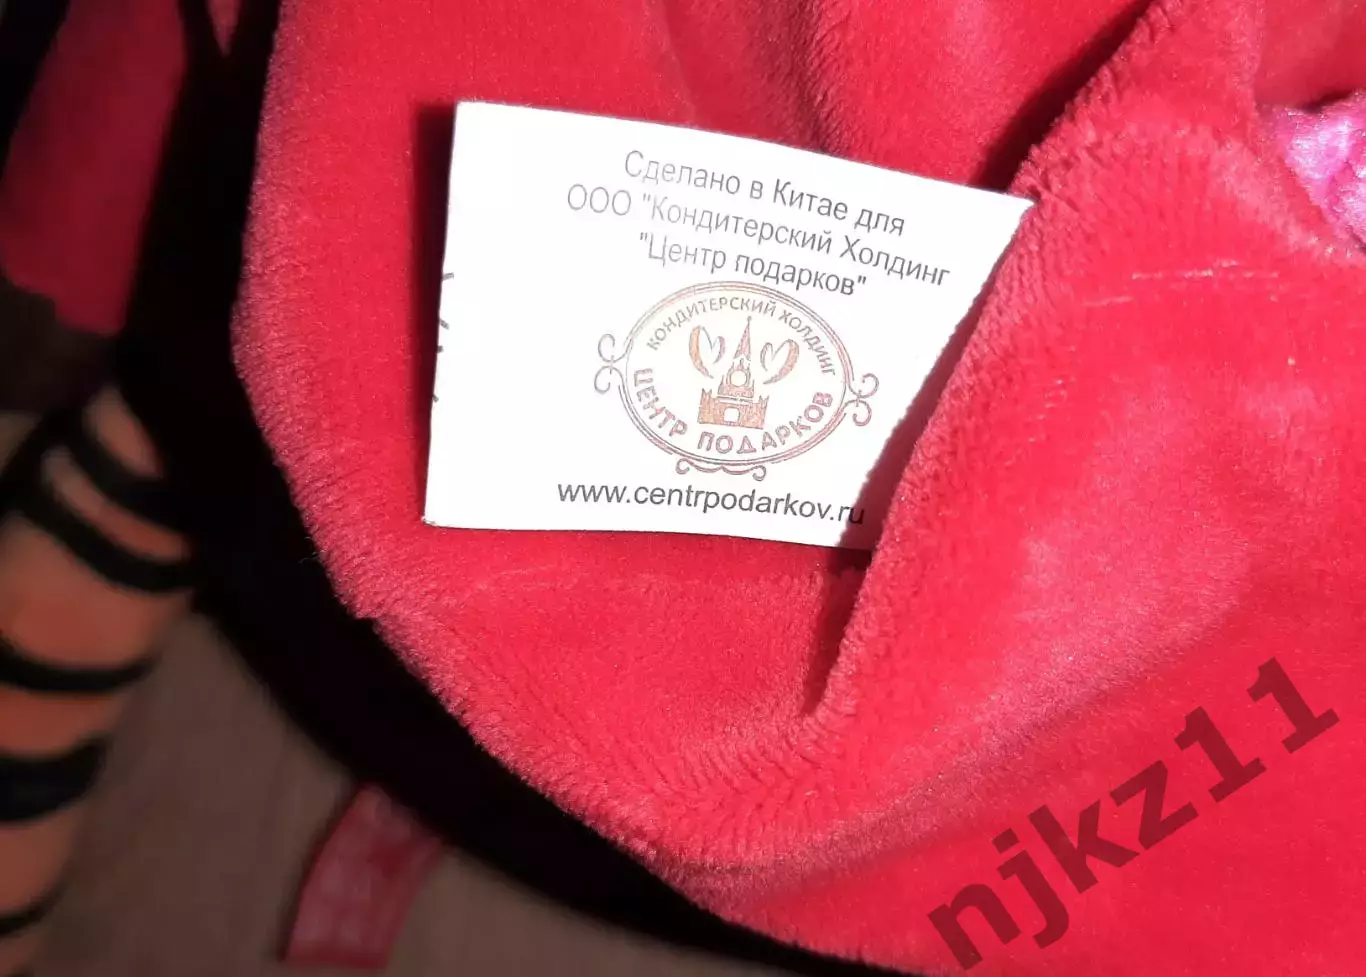 Сделано в Китае для
ООО "Кондитерский Холдинг
"Центр подарков"
КОНДИТЕРСКИЙ ХОЛДИНГ
ЦЕНТР ПОДАРКОВ
www.centrpodarkov.ru
njkz11